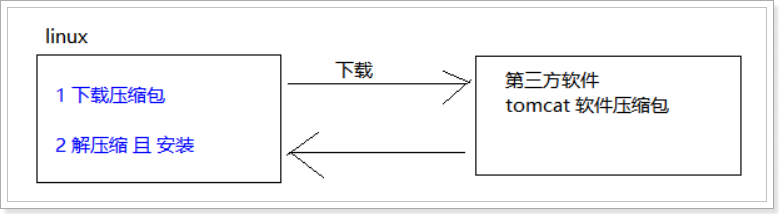 linux
1 下载压缩包
2 解压缩 且 安装
下载
第三方软件
tomcat 软件压缩包